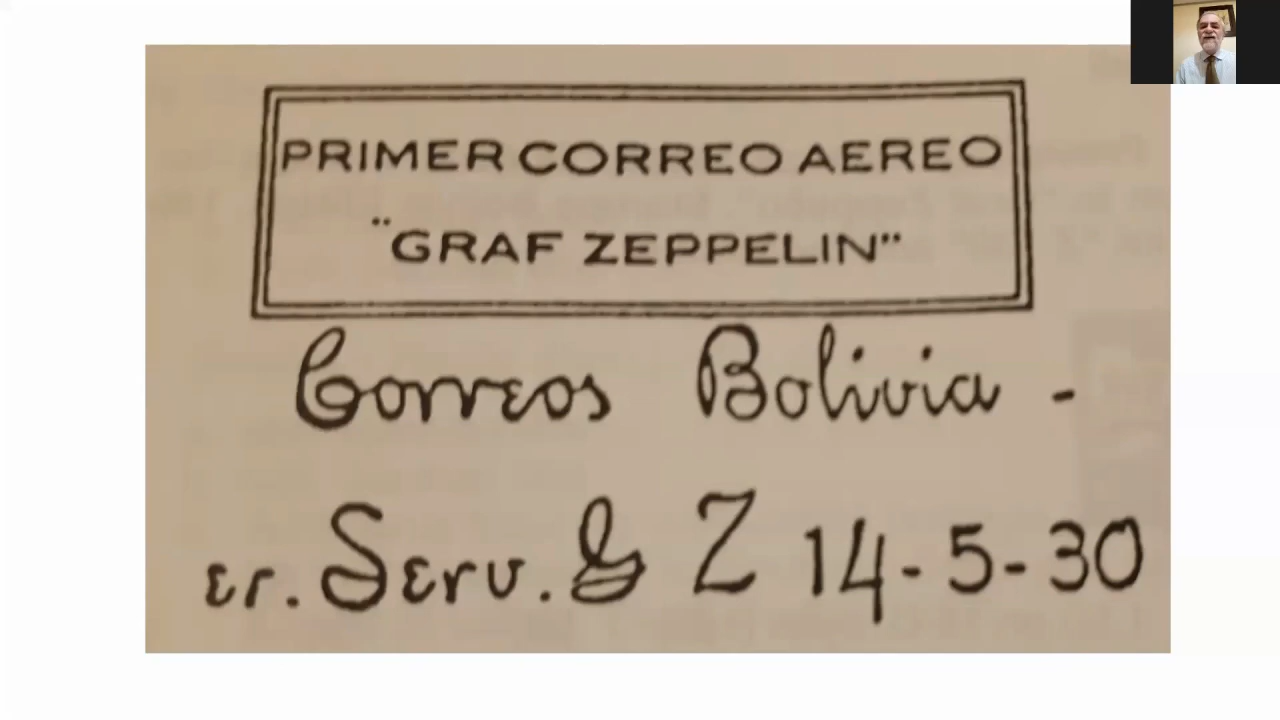 PRIMER CORREO AEREO
"GRAF ZEPPELIN"
Correos Bolivia -
er. Serv. G Z 14-5-30